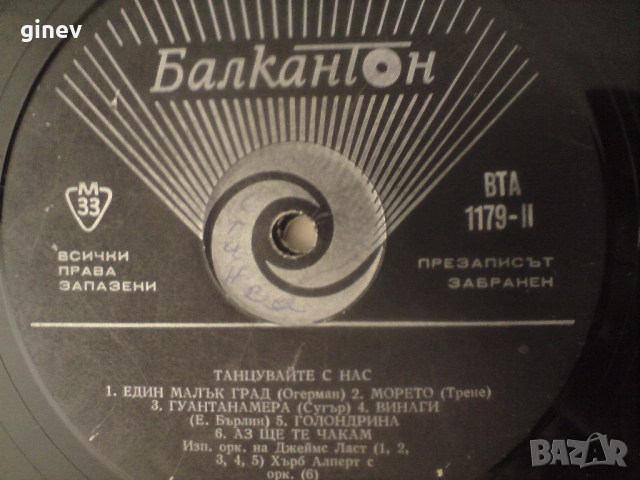 ginev
БалканТон
М
33
ВСИЧКИ
ПРАВА
ЗАПАЗЕНИ
ВТА
1179-II
ПРЕЗАПИСЪТ
ЗАБРАНЕН
ТАНЦУВАЙТЕ С НАС
1. ЕДИН МАЛЪК ГРАД (Огерман) 2. МОРЕТО (Трене)
3. ГУАНТАНАМЕРА (Сугър) 4. ВИНАГИ
(Е. Бърлин) 5. ГОЛОНДРИНА
6. АЗ ЩЕ ТЕ ЧАКАМ
Изп. орк. на Джеймс Ласт (1, 2,
3, 4, 5) Хърб Алперт с
орк. (6)
BAZAR